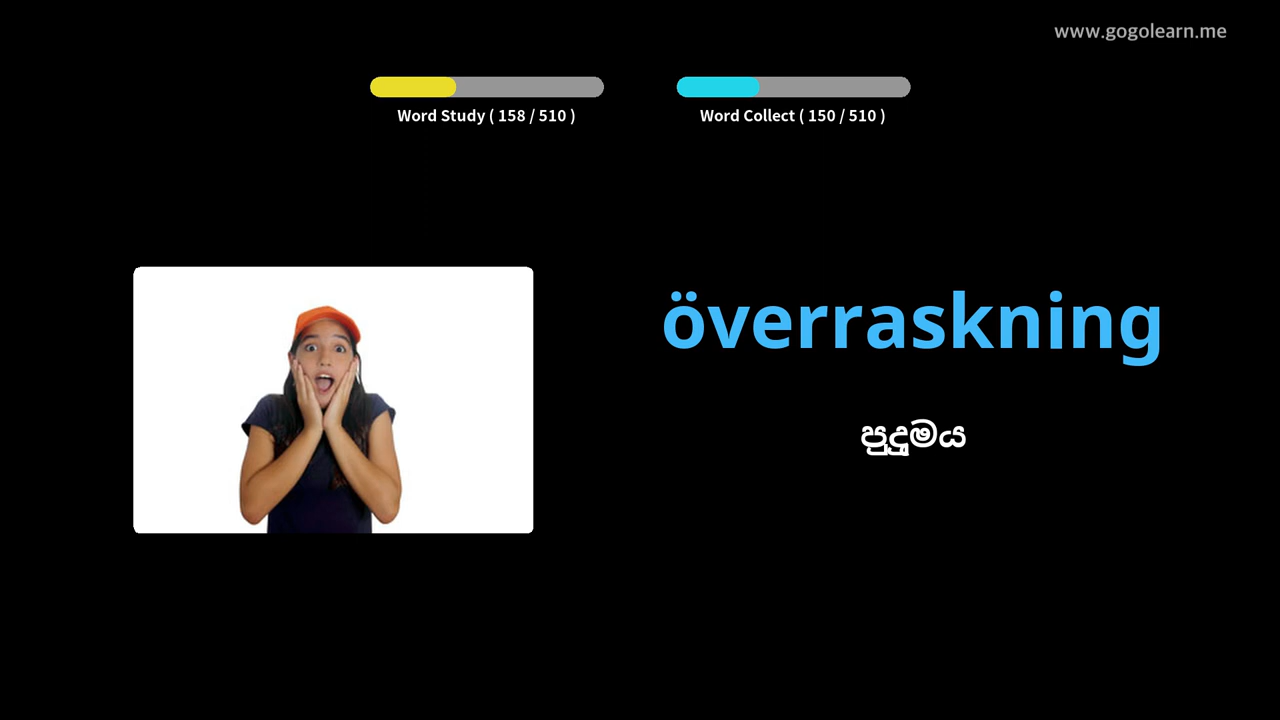 www.gogolearn.me
Word Study ( 158 / 510 )
Word Collect ( 150 / 510 )
överraskning
පුදුමය